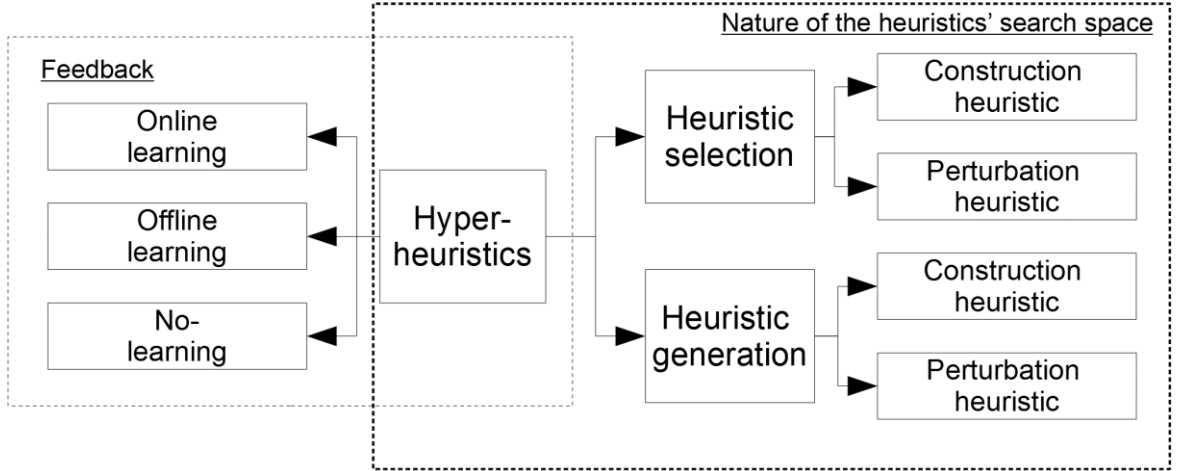 Nature of the heuristics' search space
Feedback
Online
learning
Offline
learning
No-
learning
Hyper-
heuristics
Heuristic
selection
Construction
heuristic
Perturbation
heuristic
Heuristic
generation
Construction
heuristic
Perturbation
heuristic